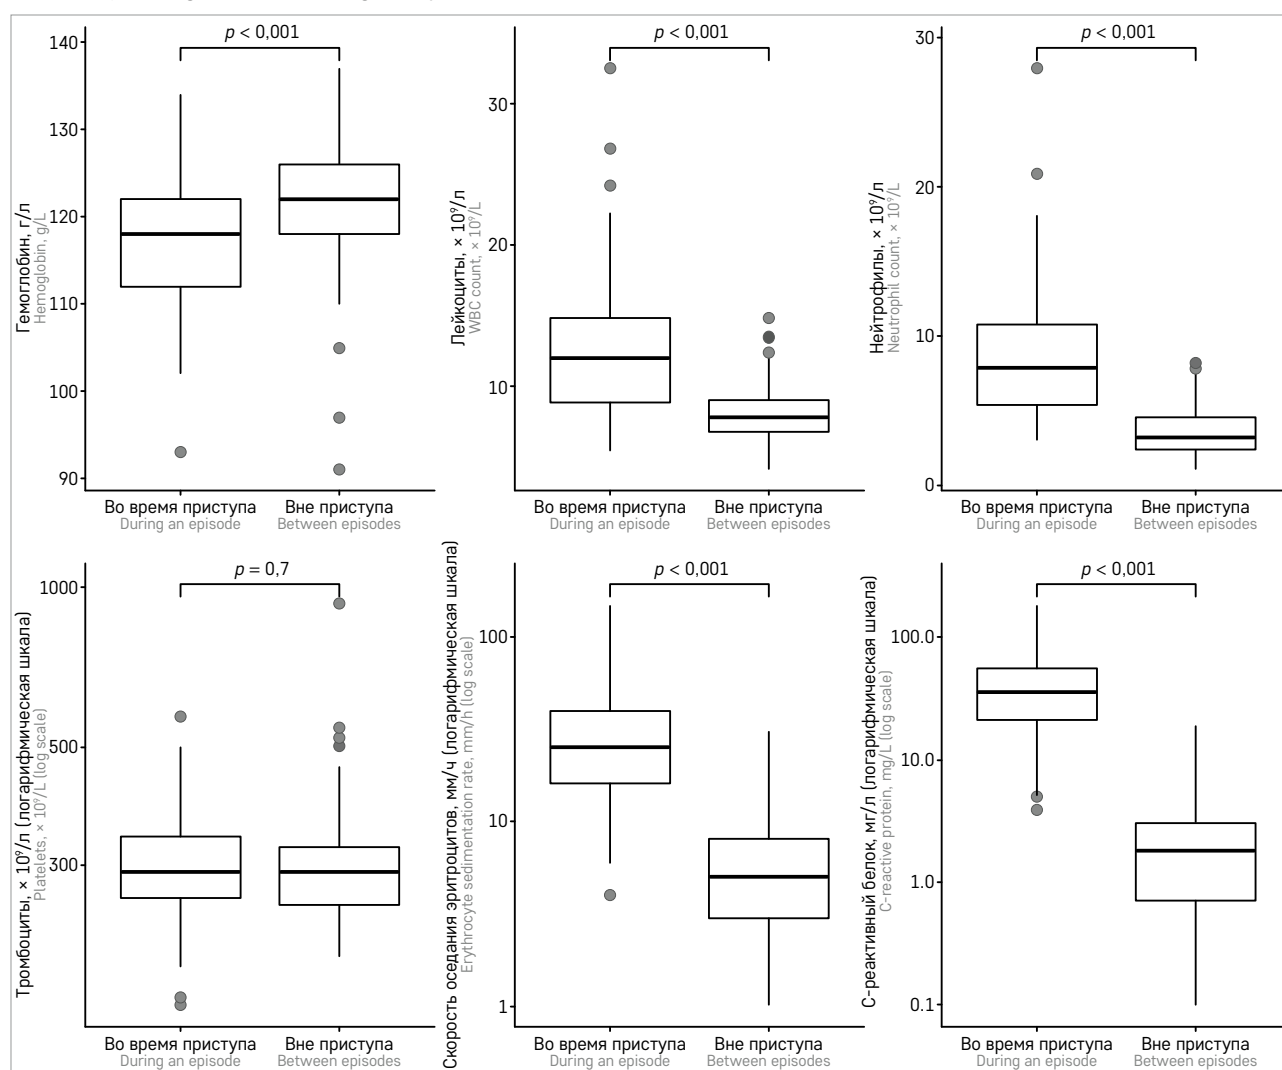 p < 0,001
140
130
120
110
100
90
Гемоглобин, г/л
Hemoglobin, g/L
Во время приступа
During an episode
Вне приступа
Between episodes
p < 0,001
30
20
10
Лейкоциты, × 10⁹/л
WBC count, × 10⁹/L
Во время приступа
During an episode
Вне приступа
Between episodes
p < 0,001
30
20
10
0
Нейтрофилы, × 10⁹/л
Neutrophil count, × 10⁹/L
Во время приступа
During an episode
Вне приступа
Between episodes
p = 0,7
1000
500
300
Тромбоциты, × 10⁹/л (логарифмическая шкала)
Platelets, × 10⁹/L (log scale)
Во время приступа
During an episode
Вне приступа
Between episodes
p < 0,001
100
10
1
Скорость оседания эритроцитов, мм/ч (логарифмическая шкала)
Erythrocyte sedimentation rate, mm/h (log scale)
Во время приступа
During an episode
Вне приступа
Between episodes
p < 0,001
100.0
10.0
1.0
0.1
С-реактивный белок, мг/л (логарифмическая шкала)
C-reactive protein, mg/L (log scale)
Во время приступа
During an episode
Вне приступа
Between episodes